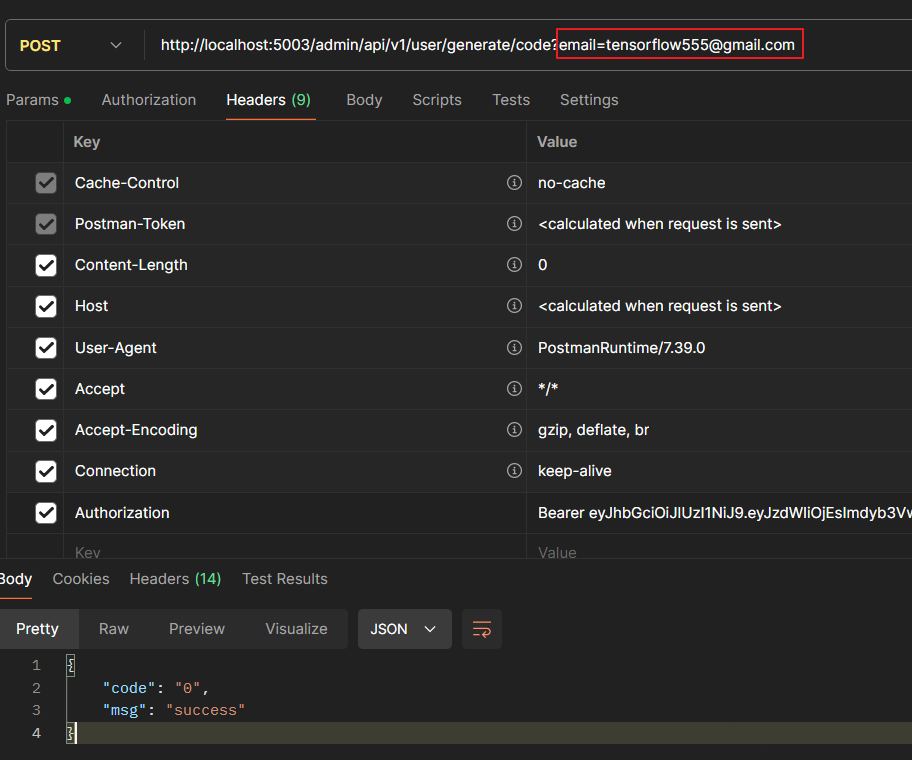 POST http://localhost:5003/admin/api/v1/user/generate/code?email=tensorflow555@gmail.com
Params Authorization Headers (9) Body Scripts Tests Settings
Key Value
Cache-Control no-cache
Postman-Token <calculated when request is sent>
Content-Length 0
Host <calculated when request is sent>
User-Agent PostmanRuntime/7.39.0
Accept */*
Accept-Encoding gzip, deflate, br
Connection keep-alive
Authorization Bearer eyJhbGciOiJIUzI1NiJ9.eyJzdWIiOjEsImdyb3Vw
Key Value
Body Cookies Headers (14) Test Results
Pretty Raw Preview Visualize JSON
1 {
2 "code": "0",
3 "msg": "success"
4 }